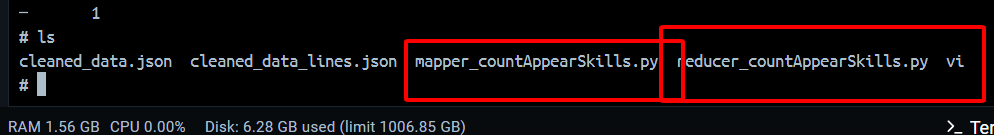 –      1
# ls
cleaned_data.json  cleaned_data_lines.json  mapper_countAppearSkills.py  reducer_countAppearSkills.py  vi
#
RAM 1.56 GB  CPU 0.00%  Disk: 6.28 GB used (limit 1006.85 GB)  >_ Ter